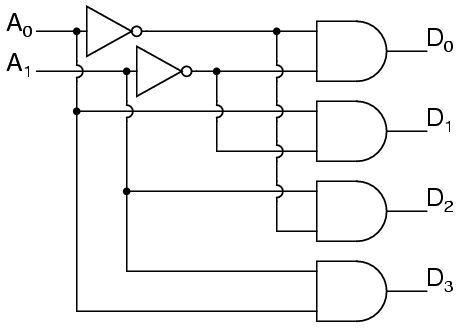 A₀
D₀
A₁
D₁
D₂
D₃